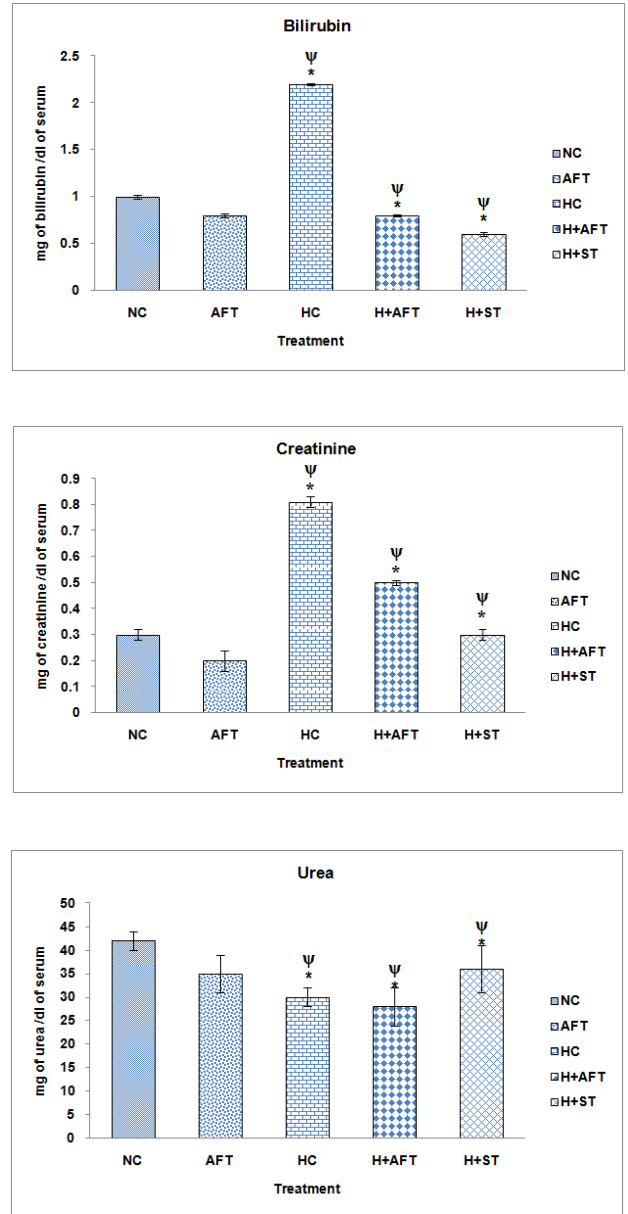 Bilirubin
mg of bilirubin /dl of serum
2.5
2
1.5
1
0.5
0
Ψ
*
Ψ
*
Ψ
*
NC
AFT
HC
H+AFT
H+ST
Treatment
NC
AFT
HC
H+AFT
H+ST
Creatinine
mg of creatinine /dl of serum
0.9
0.8
0.7
0.6
0.5
0.4
0.3
0.2
0.1
0
Ψ
*
Ψ
*
Ψ
*
NC
AFT
HC
H+AFT
H+ST
Treatment
NC
AFT
HC
H+AFT
H+ST
Urea
mg of urea /dl of serum
50
45
40
35
30
25
20
15
10
5
0
Ψ
*
Ψ
*
Ψ
*
NC
AFT
HC
H+AFT
H+ST
Treatment
NC
AFT
HC
H+AFT
H+ST